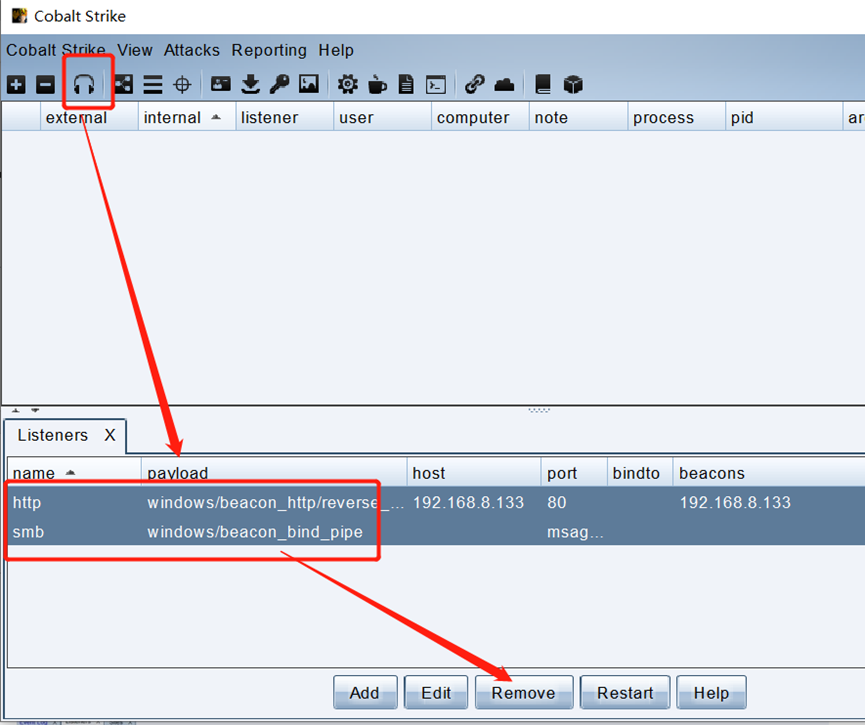 Cobalt Strike
Cobalt Strike View Attacks Reporting Help
external internal listener user computer note process pid ar
Listeners X
name payload host port bindto beacons
http windows/beacon_http/reverse_... 192.168.8.133 80 192.168.8.133
smb windows/beacon_bind_pipe msag...
Add Edit Remove Restart Help